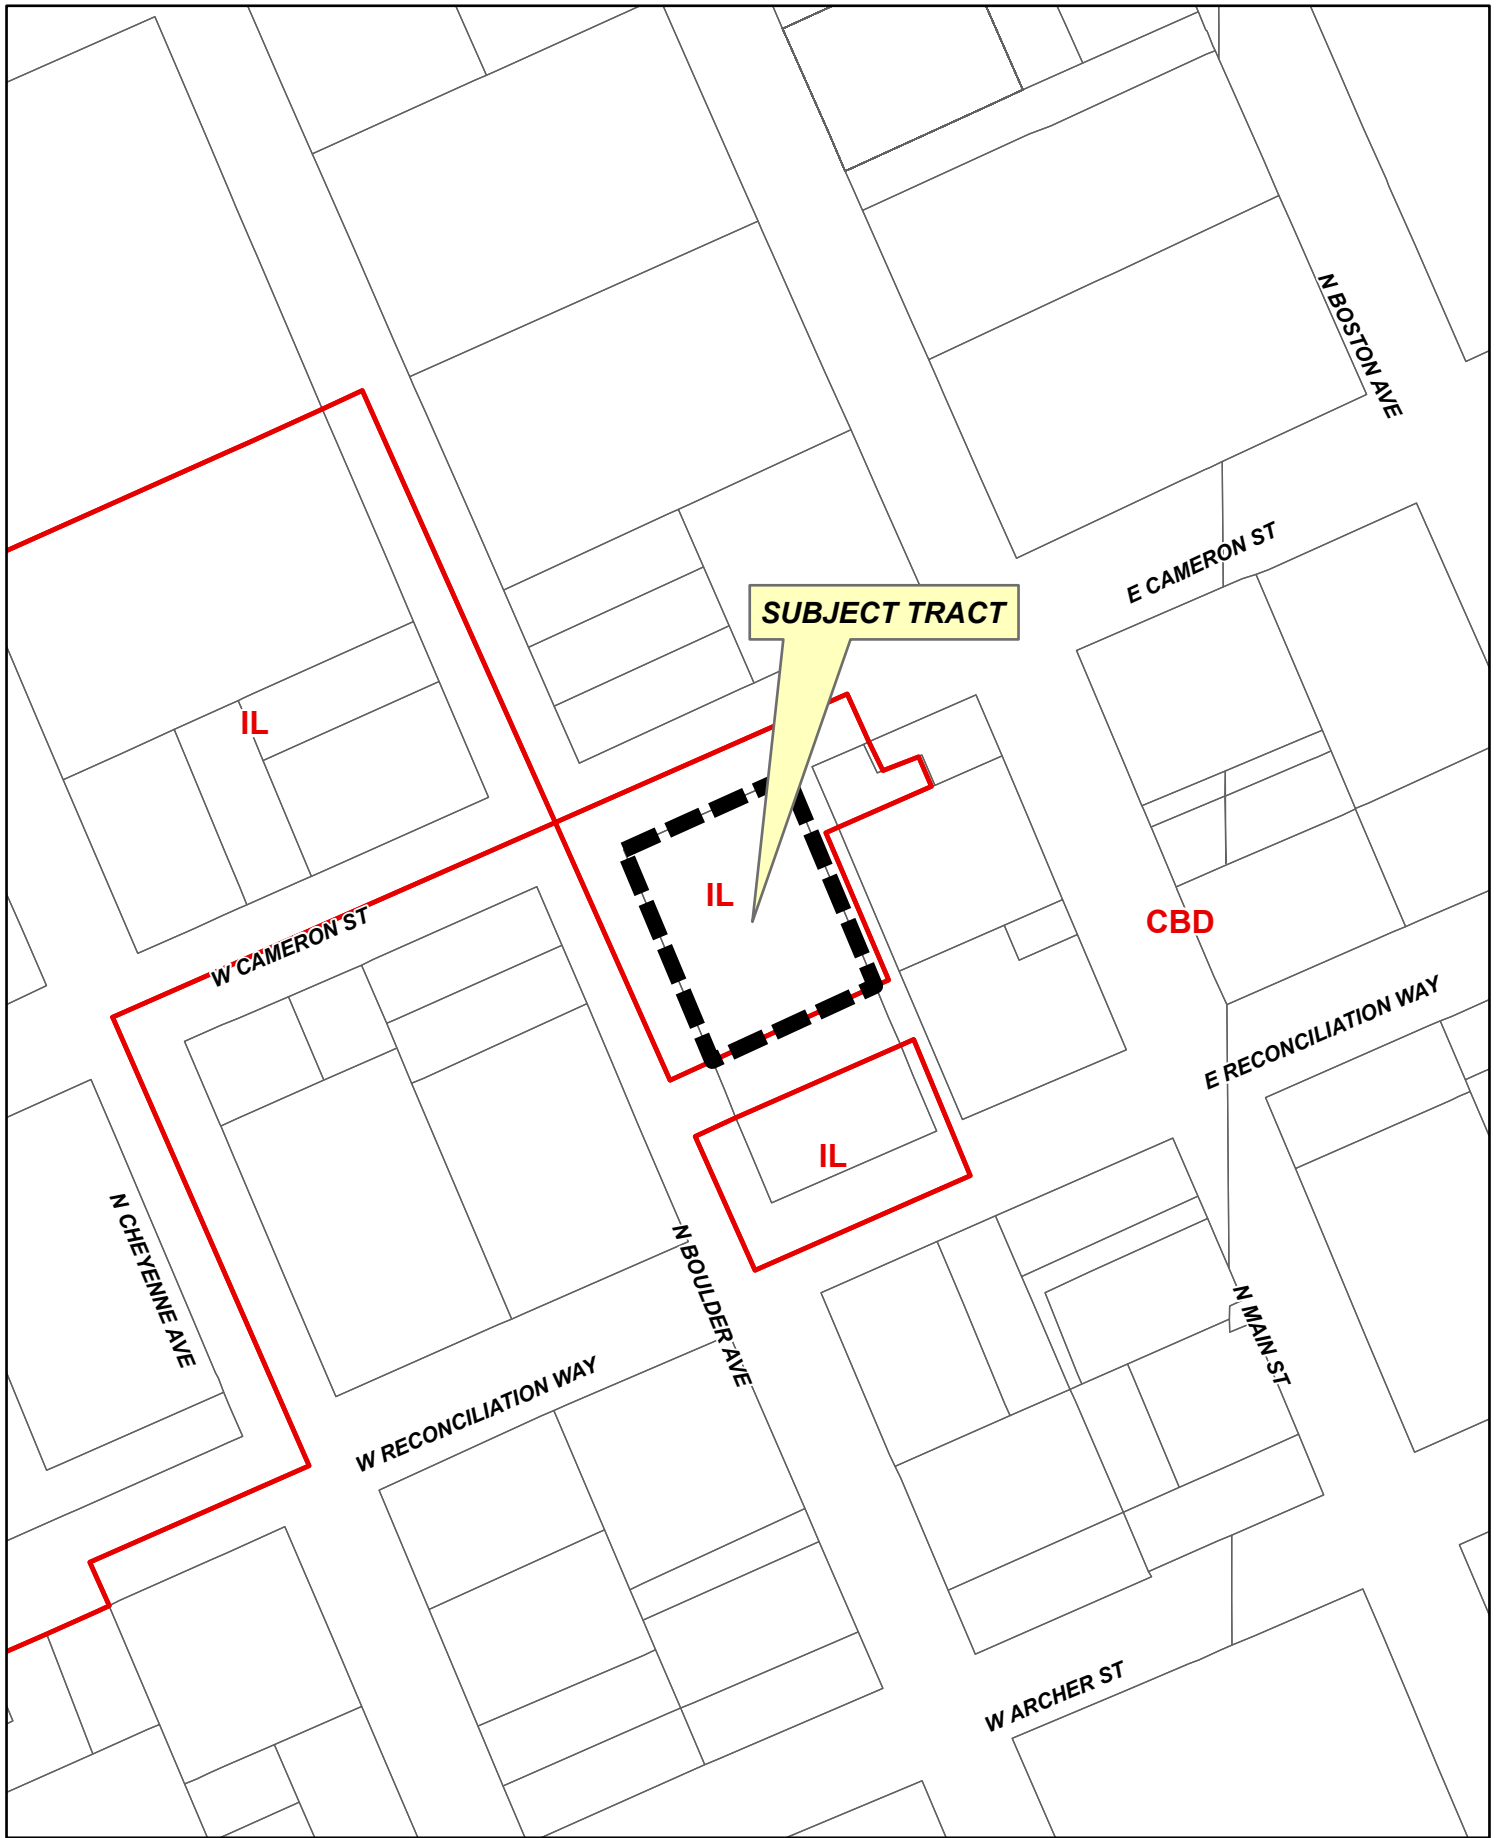 N BOSTON AVE
E CAMERON ST
SUBJECT TRACT
IL
IL
CBD
W CAMERON ST
E RECONCILIATION WAY
IL
N CHEYENNE AVE
N BOULDER AVE
N MAIN ST
W RECONCILIATION WAY
W ARCHER ST